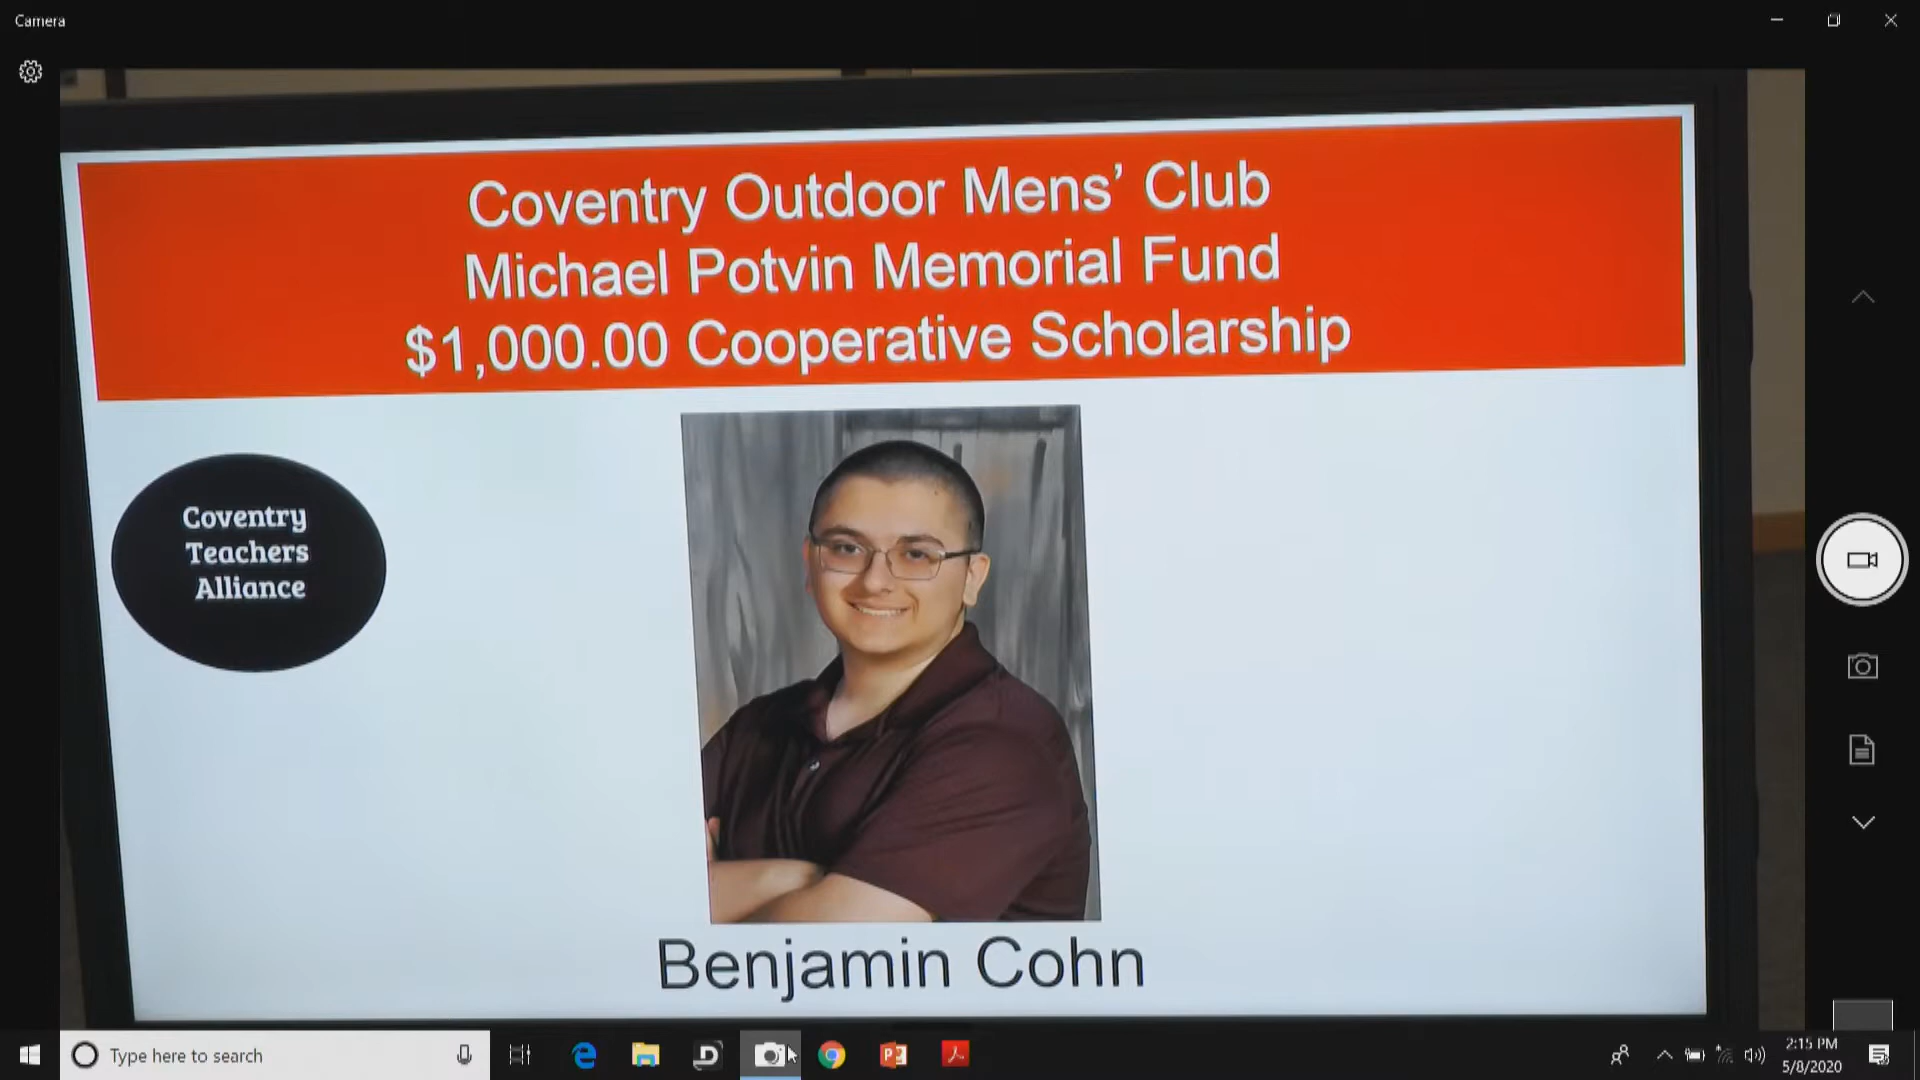 Camera
Coventry Outdoor Mens’ Club
Michael Potvin Memorial Fund
$1,000.00 Cooperative Scholarship
Coventry
Teachers
Alliance
Benjamin Cohn
Type here to search
2:15 PM
5/8/2020